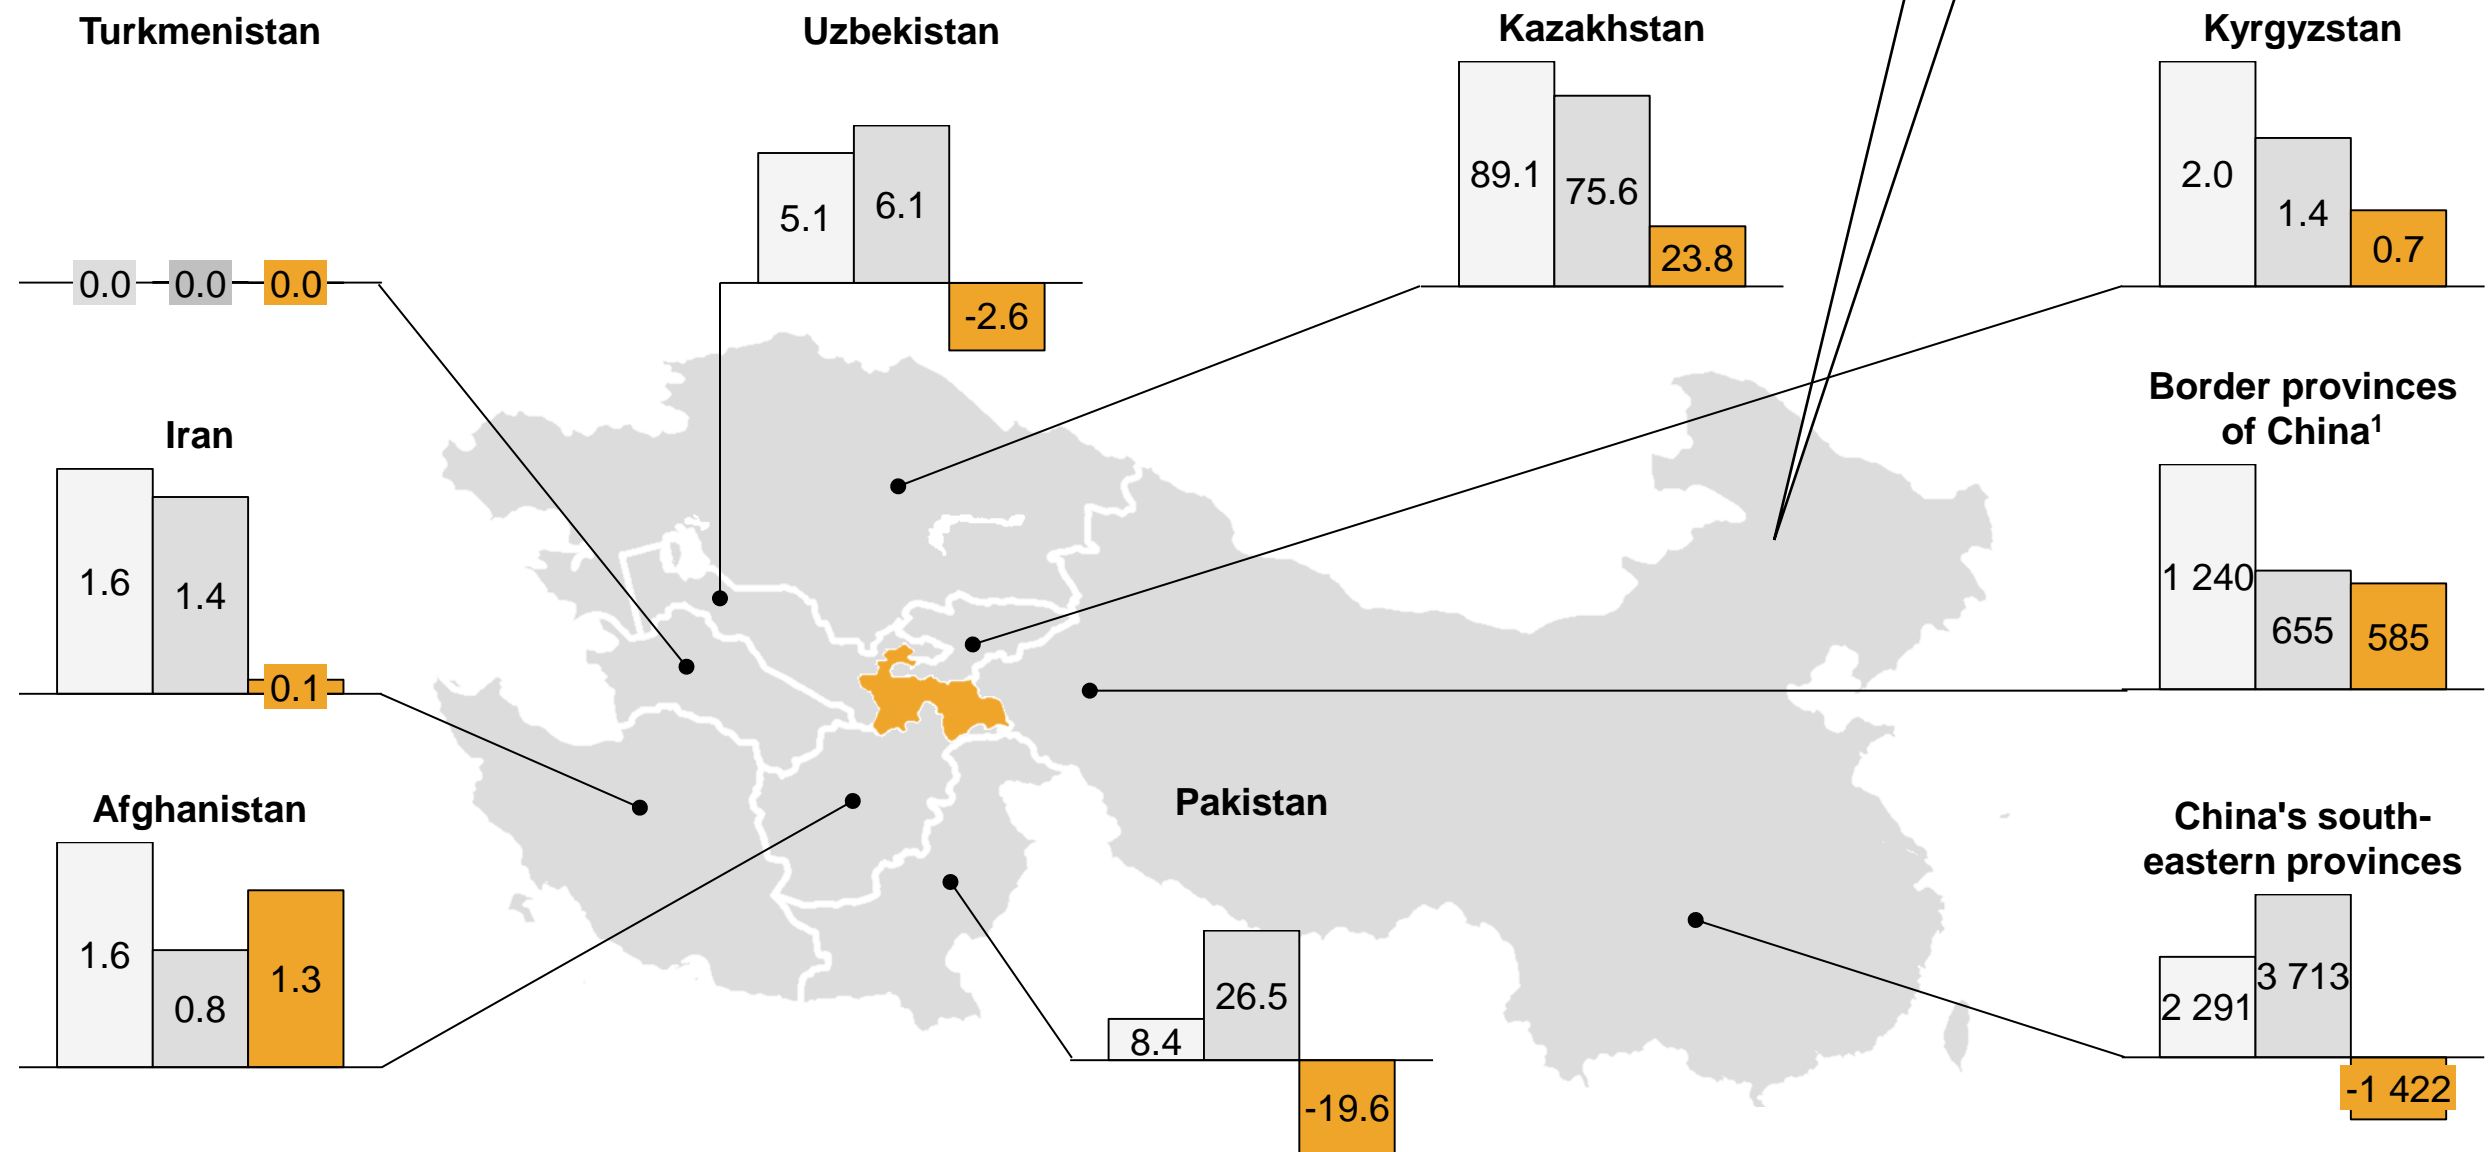 Turkmenistan
0.0 0.0 0.0
Uzbekistan
5.1 6.1 -2.6
Kazakhstan
89.1 75.6 23.8
Kyrgyzstan
2.0 1.4 0.7
Iran
1.6 1.4 0.1
Border provinces
of China¹
1 240 655 585
Afghanistan
1.6 0.8 1.3
Pakistan
8.4 26.5 -19.6
China's south-
eastern provinces
2 291 3 713 -1 422